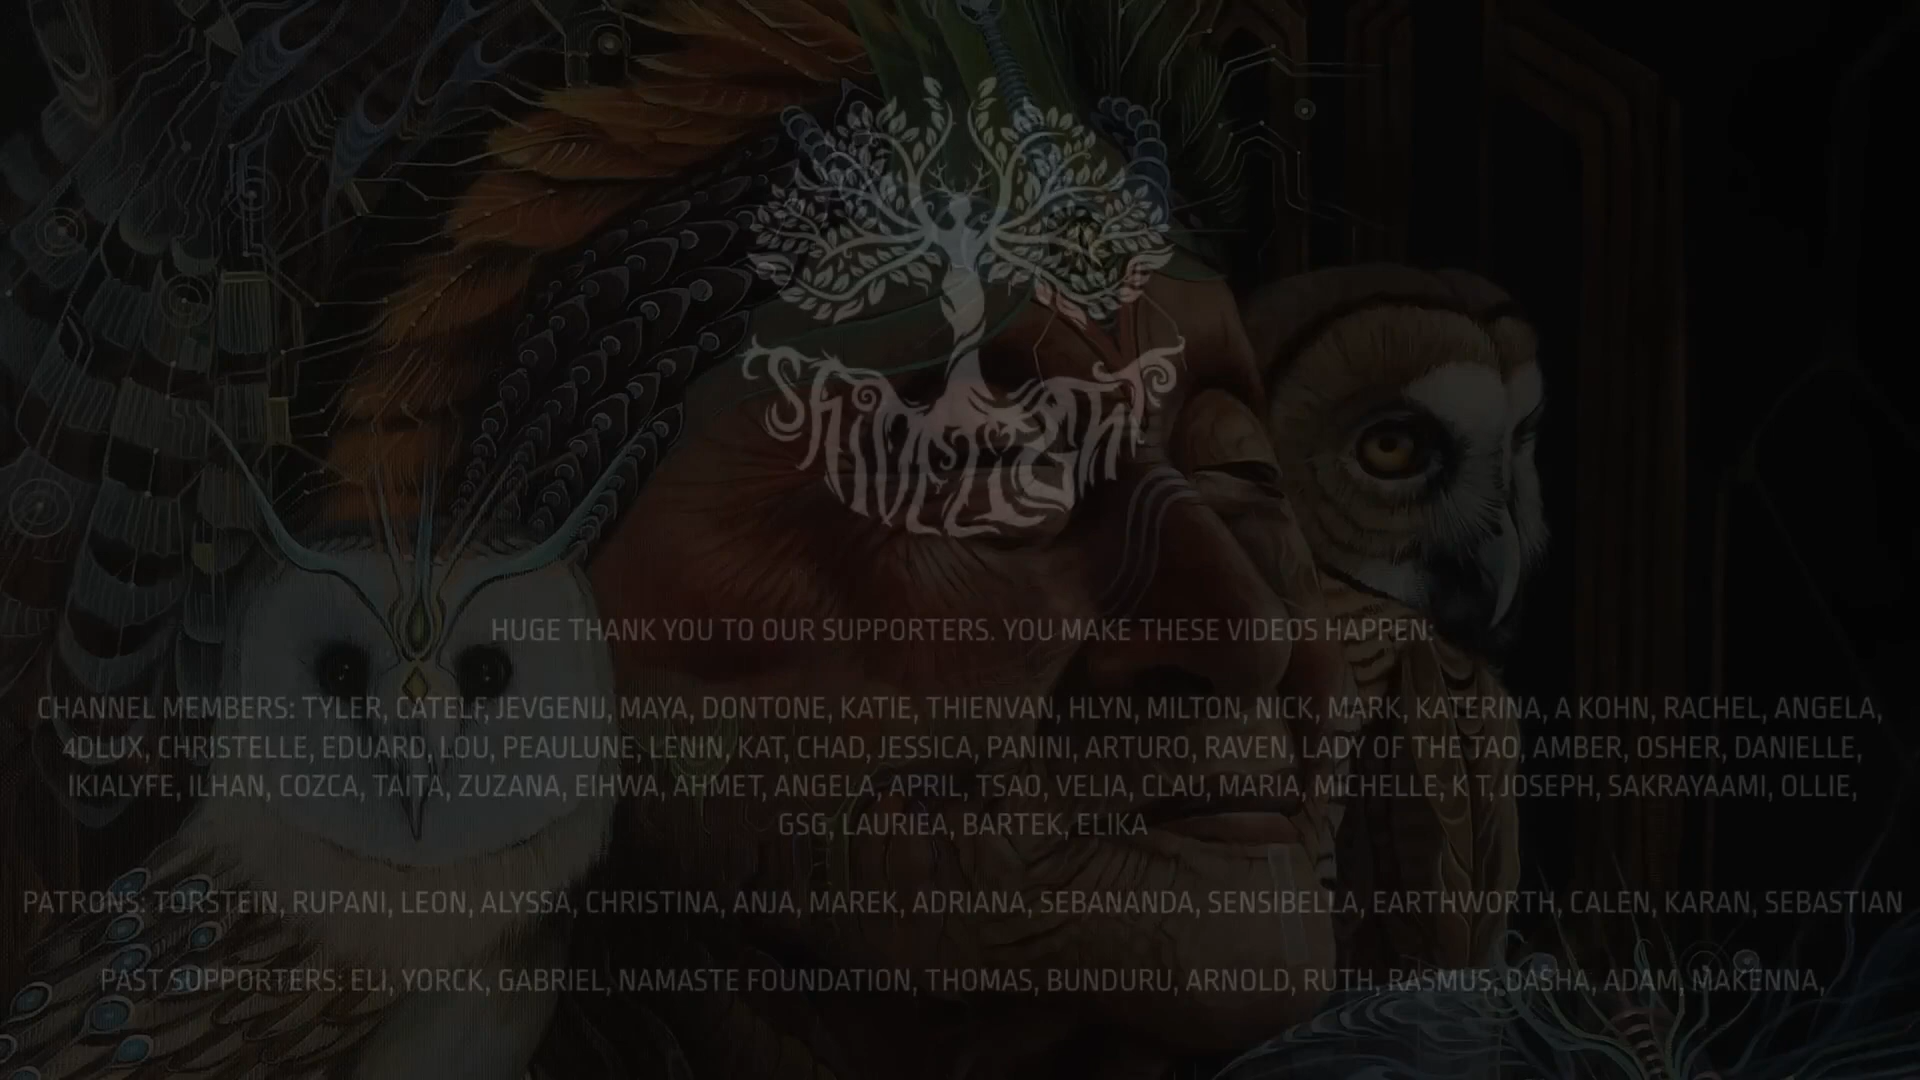 SHIVELIGHT
HUGE THANK YOU TO OUR SUPPORTERS. YOU MAKE THESE VIDEOS HAPPEN:
CHANNEL MEMBERS: TYLER, CATELF, JEVGENIJ, MAYA, DONTONE, KATIE, THIENVAN, HLYN, MILTON, NICK, MARK, KATERINA, A KOHN, RACHEL, ANGELA,
4DLUX, CHRISTELLE, EDUARD, LOU, PEAULUNE, LENIN, KAT, CHAD, JESSICA, PANINI, ARTURO, RAVEN, LADY OF THE TAO, AMBER, OSHER, DANIELLE,
IKIALYFE, ILHAN, COZCA, TAITA, ZUZANA, EIHWA, AHMET, ANGELA, APRIL, TSAO, VELIA, CLAU, MARIA, MICHELLE, K T, JOSEPH, SAKRAYAAMI, OLLIE,
GSG, LAURIEA, BARTEK, ELIKA
PATRONS: TORSTEIN, RUPANI, LEON, ALYSSA, CHRISTINA, ANJA, MAREK, ADRIANA, SEBANANDA, SENSIBELLA, EARTHWORTH, CALEN, KARAN, SEBASTIAN
PAST SUPPORTERS: ELI, YORCK, GABRIEL, NAMASTE FOUNDATION, THOMAS, BUNDURU, ARNOLD, RUTH, RASMUS, DASHA, ADAM, MAKENNA,